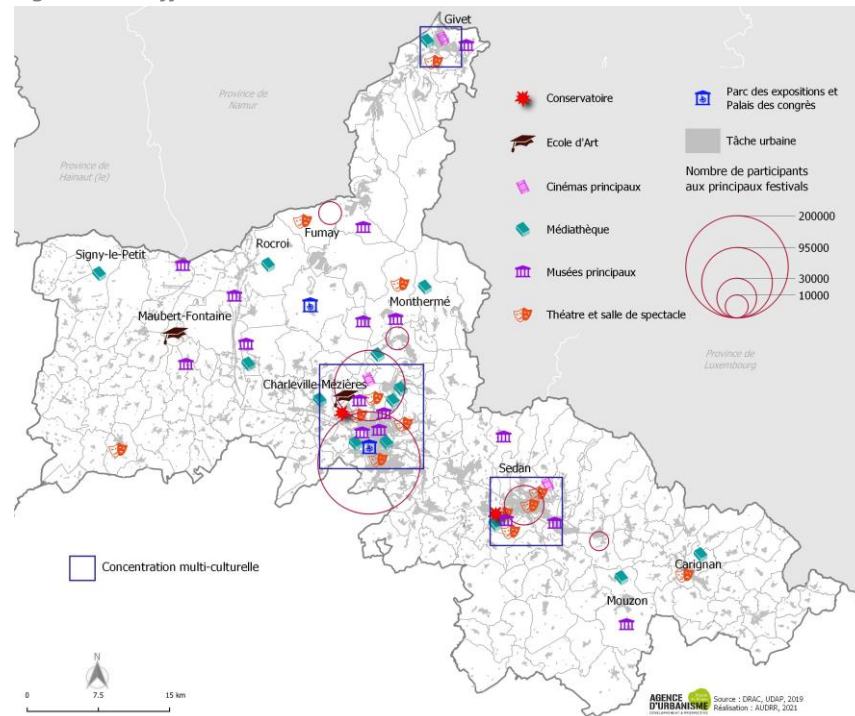 Givet
Province de
Namur
Province de
Hainaut (le)
Conservatoire
Ecole d'Art
Cinémas principaux
Médiathèque
Musées principaux
Théatre et salle de spectacle
Parc des expositions et
Palais des congrès
Tâche urbaine
Nombre de participants
aux principaux festivals
200000
95000
30000
10000
Fumay
Rocroi
Signy-le-Petit
Monthermé
Maubert-Fontaine
Province de
Luxembourg
Charleville-Mézières
Sedan
Carignan
Mouzon
Concentration multi-culturelle
N
0 7.5 15 km
AGENCE
D'URBANISME
Source : DRAC, UDAP, 2019
Réalisation : AUDRR, 2021